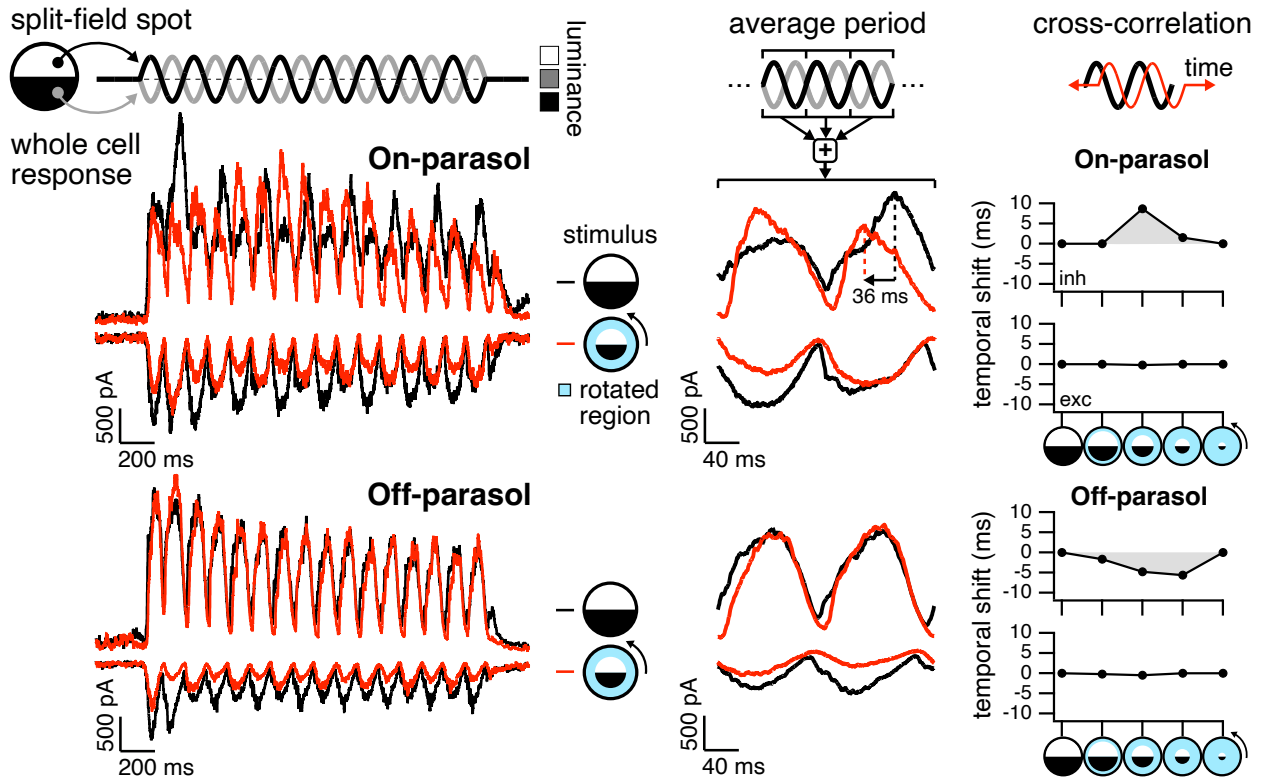 split-field spot
average period
cross-correlation
luminance
time
whole cell
response
On-parasol
stimulus
rotated
region
500 pA
200 ms
36 ms
500 pA
40 ms
On-parasol
temporal shift (ms)
10
5
0
-5
-10
inh
10
5
0
-5
-10
exc
Off-parasol
500 pA
200 ms
500 pA
40 ms
Off-parasol
temporal shift (ms)
10
5
0
-5
-10
10
5
0
-5
-10